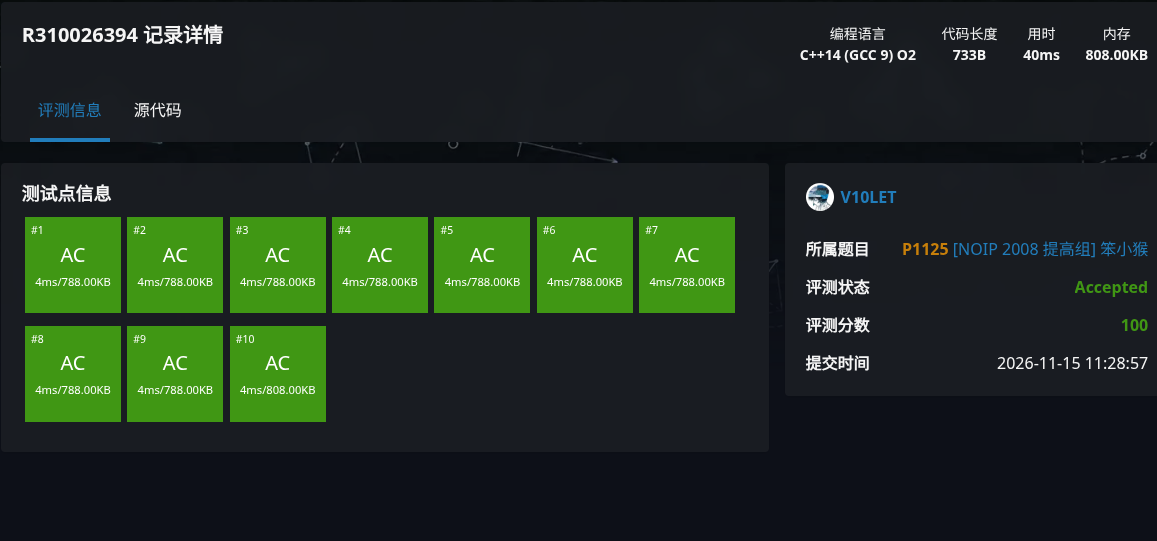 R310026394 记录详情
编程语言 代码长度 用时 内存
C++14 (GCC 9) O2 733B 40ms 808.00KB
评测信息 源代码
测试点信息
#1 #2 #3 #4 #5 #6 #7
AC AC AC AC AC AC AC
4ms/788.00KB 4ms/788.00KB 4ms/788.00KB 4ms/788.00KB 4ms/788.00KB 4ms/788.00KB 4ms/788.00KB
#8 #9 #10
AC AC AC
4ms/788.00KB 4ms/788.00KB 4ms/808.00KB
V10LET
所属题目 P1125 [NOIP 2008 提高组] 笨小猴
评测状态 Accepted
评测分数 100
提交时间 2026-11-15 11:28:57